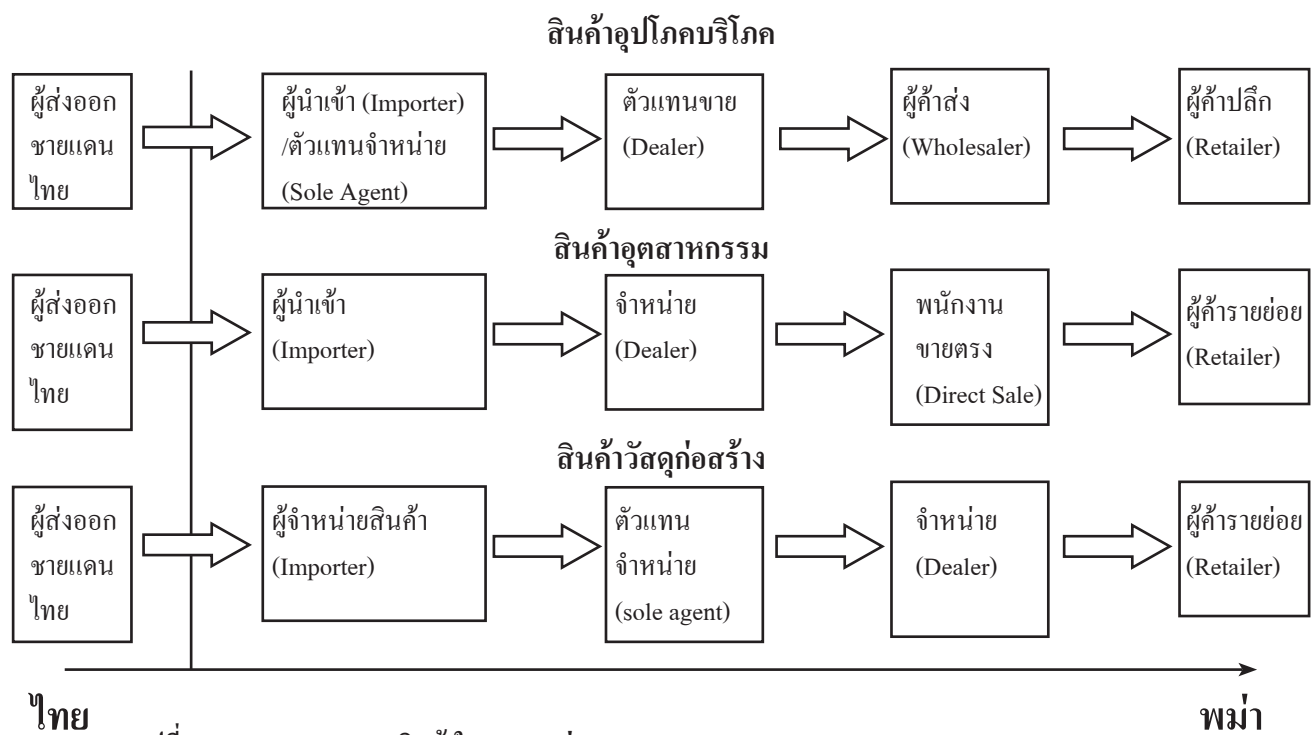 สินค้าอุปโภคบริโภค
ผู้ส่งออก
ชายแดน
ไทย
ผู้นำเข้า (Importer)
/ตัวแทนจำหน่าย
(Sole Agent)
ตัวแทนขาย
(Dealer)
ผู้ค้าส่ง
(Wholesaler)
ผู้ค้าปลีก
(Retailer)
สินค้าอุตสาหกรรม
ผู้ส่งออก
ชายแดน
ไทย
ผู้นำเข้า
(Importer)
จำหน่าย
(Dealer)
พนักงาน
ขายตรง
(Direct Sale)
ผู้ค้ารายย่อย
(Retailer)
สินค้าวัสดุก่อสร้าง
ผู้ส่งออก
ชายแดน
ไทย
ผู้จำหน่ายสินค้า
(Importer)
ตัวแทน
จำหน่าย
(sole agent)
จำหน่าย
(Dealer)
ผู้ค้ารายย่อย
(Retailer)
ไทย
พม่า